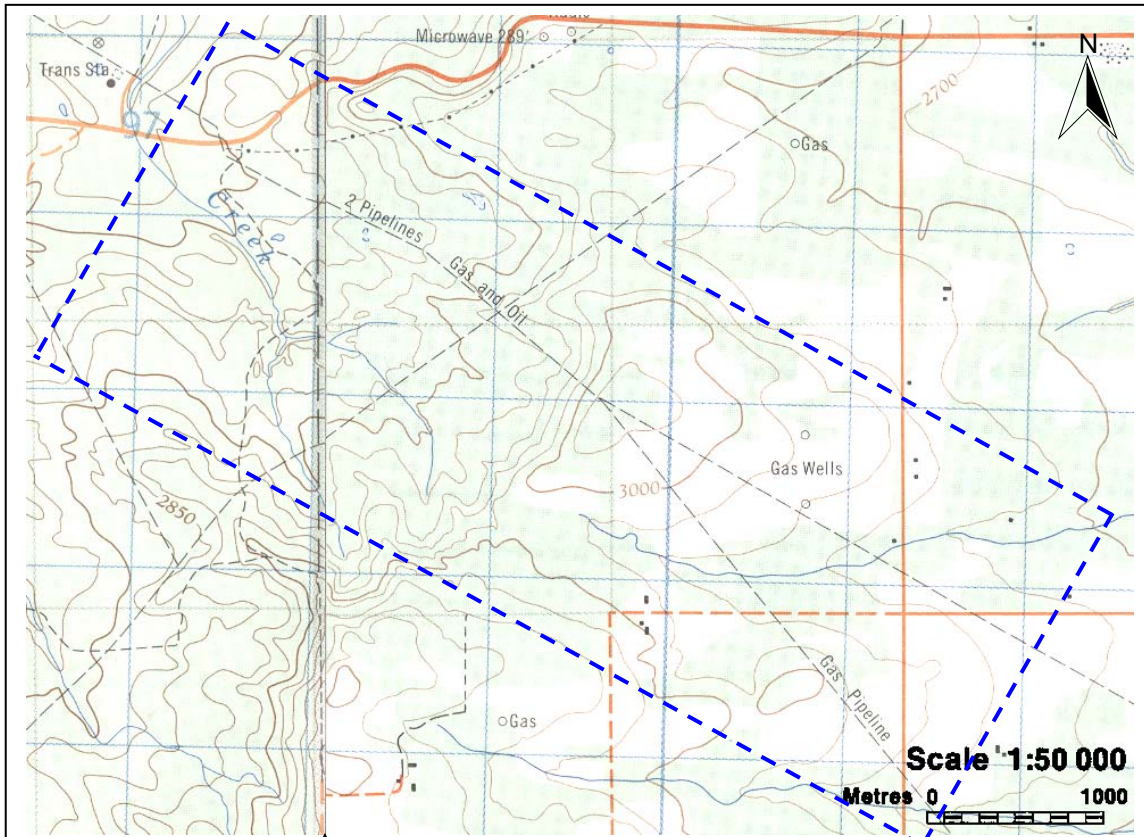 Microwave 289'
N
Trans Sta.
2700
97
Gas
Creek
2 Pipelines
Gas and Oil
Gas Wells
3000
2850
Gas
Gas Pipeline
Scale 1:50 000
Metres 0 1000